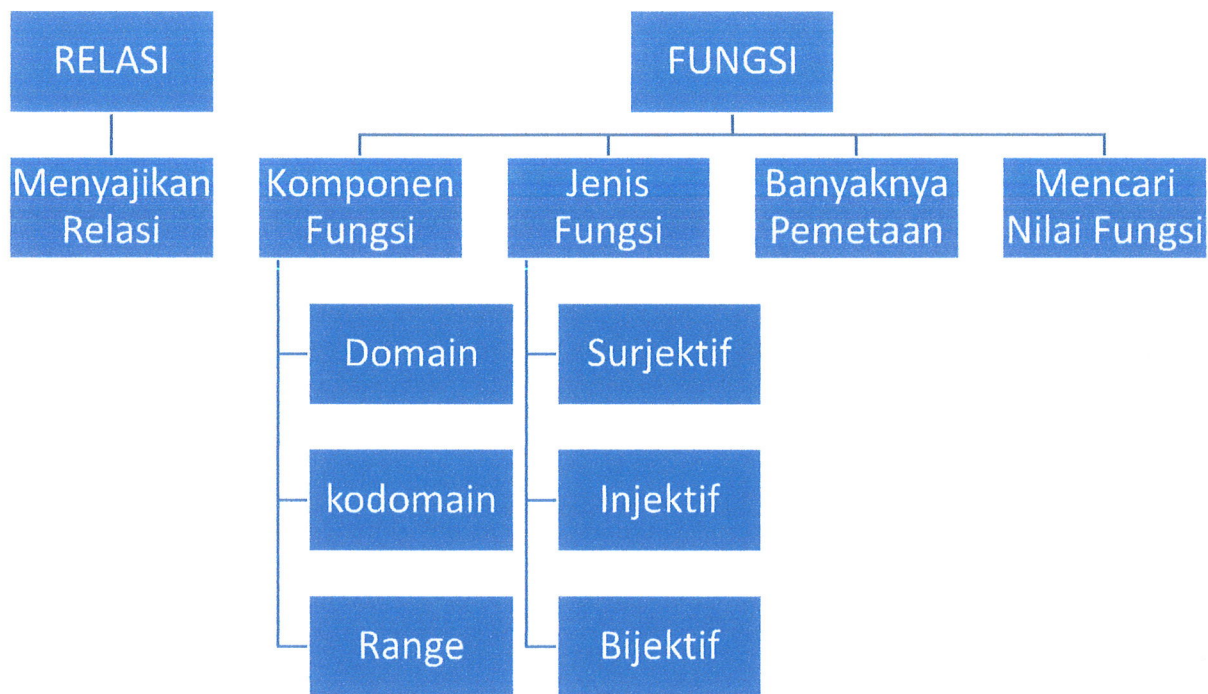 RELASI
FUNGSI
Menyajikan
Relasi
Komponen
Fungsi
Jenis
Fungsi
Banyaknya
Pemetaan
Mencari
Nilai Fungsi
Domain
Surjektif
kodomain
Injektif
Range
Bijektif